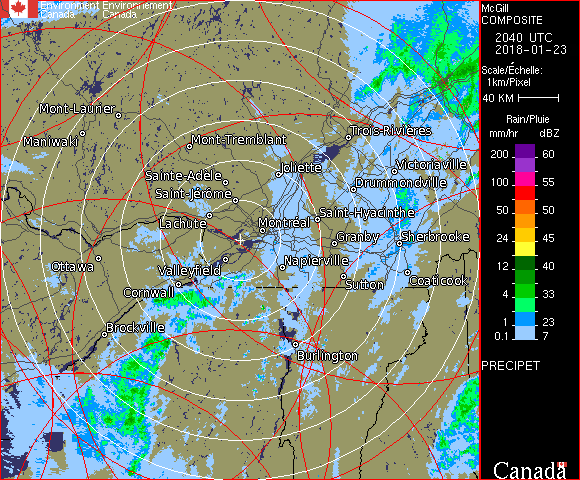 Environment Environnement
Canada Canada
McGill
COMPOSITE
2040 UTC
2018-01-23
Scale/Échelle:
1km/Pixel
40 KM
Rain/Pluie
mm/hr dBZ
200 60
100 55
50 50
24 45
12 40
4 33
1 23
0.1 7
PRECIPET
Canada
Mont-Laurier
Maniwaki
Mont-Tremblant
Trois-Rivières
Sainte-Adèle
Joliette
Victoriaville
Saint-Jérôme
Drummondville
Lachute
Montréal
Saint-Hyacinthe
Granby
Sherbrooke
Ottawa
Valleyfield
Napierville
Cornwall
Sutton
Coaticook
Brockville
Burlington